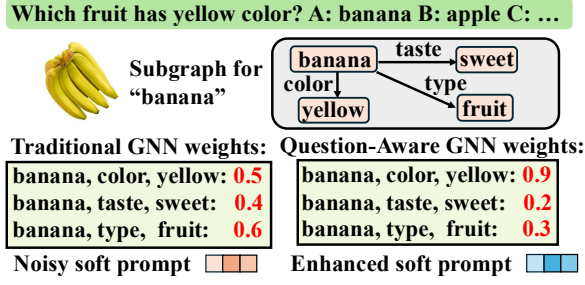 Which fruit has yellow color? A: banana B: apple C: …
Subgraph for
“banana”
banana
taste
sweet
color
type
yellow
fruit
Traditional GNN weights:
banana, color, yellow: 0.5
banana, taste, sweet: 0.4
banana, type, fruit: 0.6
Noisy soft prompt
Question-Aware GNN weights:
banana, color, yellow: 0.9
banana, taste, sweet: 0.2
banana, type, fruit: 0.3
Enhanced soft prompt